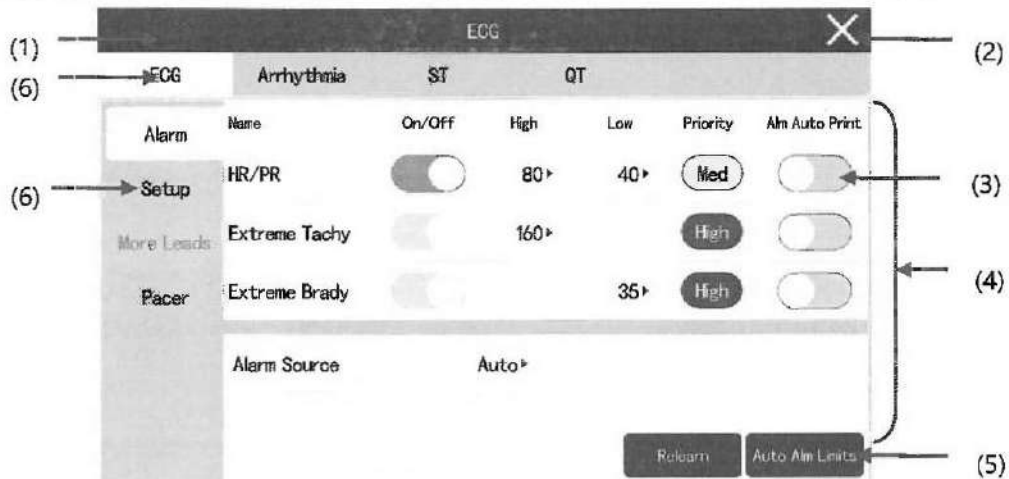 ECG
(1)
(2)
(6) ECG Arrhythmia ST QT
Alarm Name On/Off High Low Priority Alm Auto Print
(6) Setup HR/PR 80 40 Med (3)
More Leads Extreme Tachy 160 High
(4)
Pacer Extreme Brady 35 High
Alarm Source Auto
Relearn Auto Alm Limits
(5)